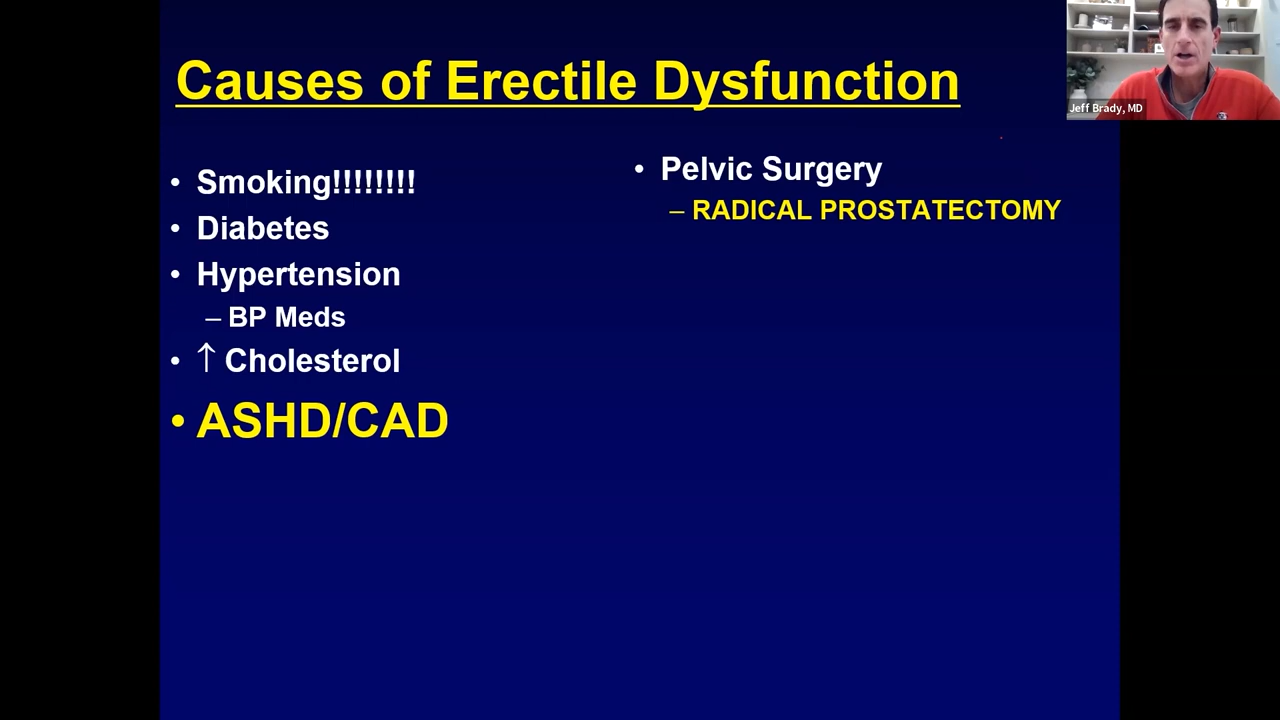 Causes of Erectile Dysfunction
Jeff Brady, MD
• Smoking!!!!!!!!
• Diabetes
• Hypertension
– BP Meds
• ↑ Cholesterol
• ASHD/CAD
• Pelvic Surgery
– RADICAL PROSTATECTOMY